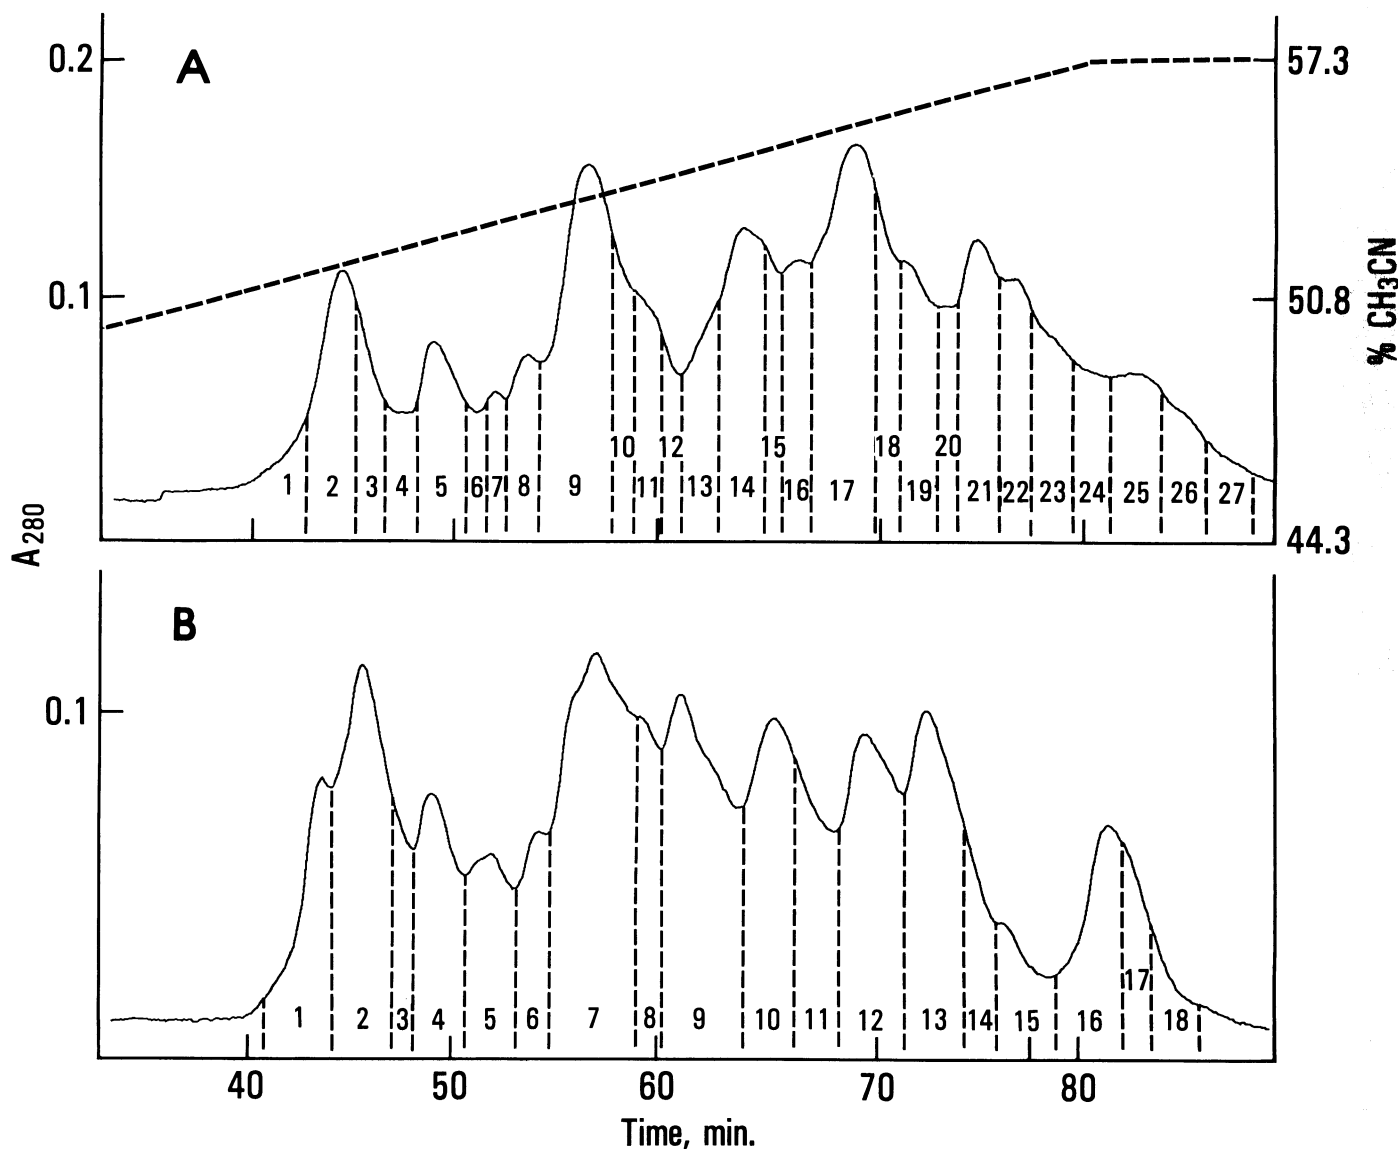 A
0.2
0.1
57.3
50.8
44.3
% CH₃CN
A₂₈₀
10 12 15 18 20
1 2 3 4 5 6 7 8 9 11 13 14 16 17 19 21 22 23 24 25 26 27
B
0.1
17
1 2 3 4 5 6 7 8 9 10 11 12 13 14 15 16 18
40 50 60 70 80
Time, min.